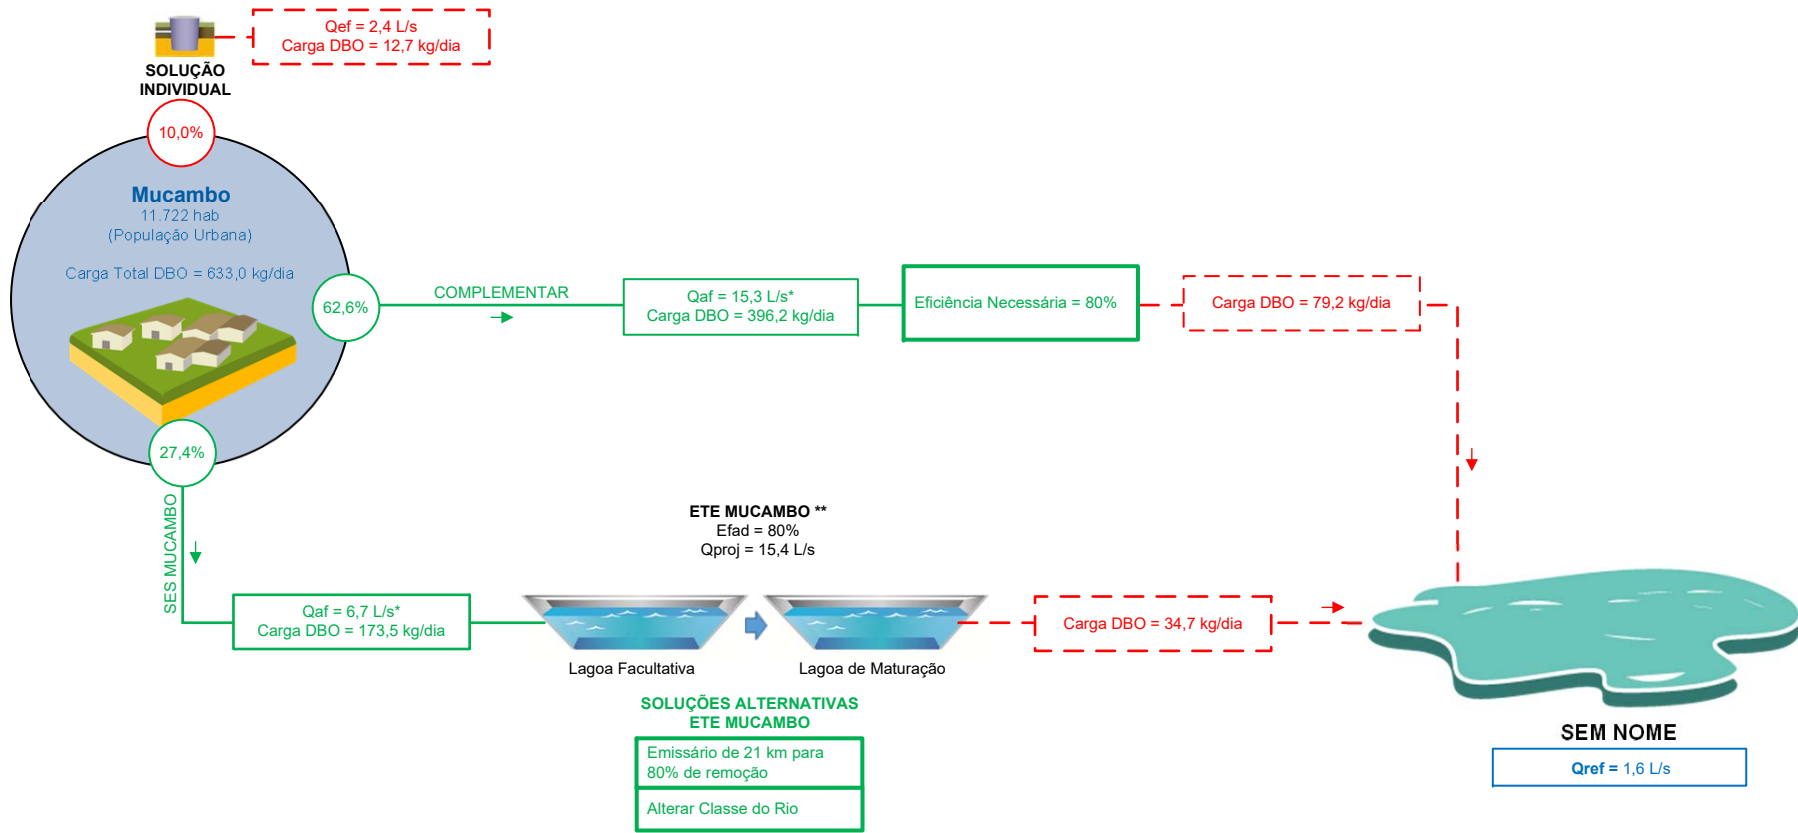 Qef = 2,4 L/s
Carga DBO = 12,7 kg/dia
SOLUÇÃO
INDIVIDUAL
10,0%
Mucambo
11.722 hab
(População Urbana)
Carga Total DBO = 633,0 kg/dia
62,6%
COMPLEMENTAR
Qaf = 15,3 L/s*
Carga DBO = 396,2 kg/dia
Eficiência Necessária = 80%
Carga DBO = 79,2 kg/dia
27,4%
SES MUCAMBO
Qaf = 6,7 L/s*
Carga DBO = 173,5 kg/dia
ETE MUCAMBO **
Efad = 80%
Qproj = 15,4 L/s
Lagoa Facultativa
Lagoa de Maturação
Carga DBO = 34,7 kg/dia
SOLUÇÕES ALTERNATIVAS
ETE MUCAMBO
Emissário de 21 km para
80% de remoção
Alterar Classe do Rio
SEM NOME
Qref = 1,6 L/s